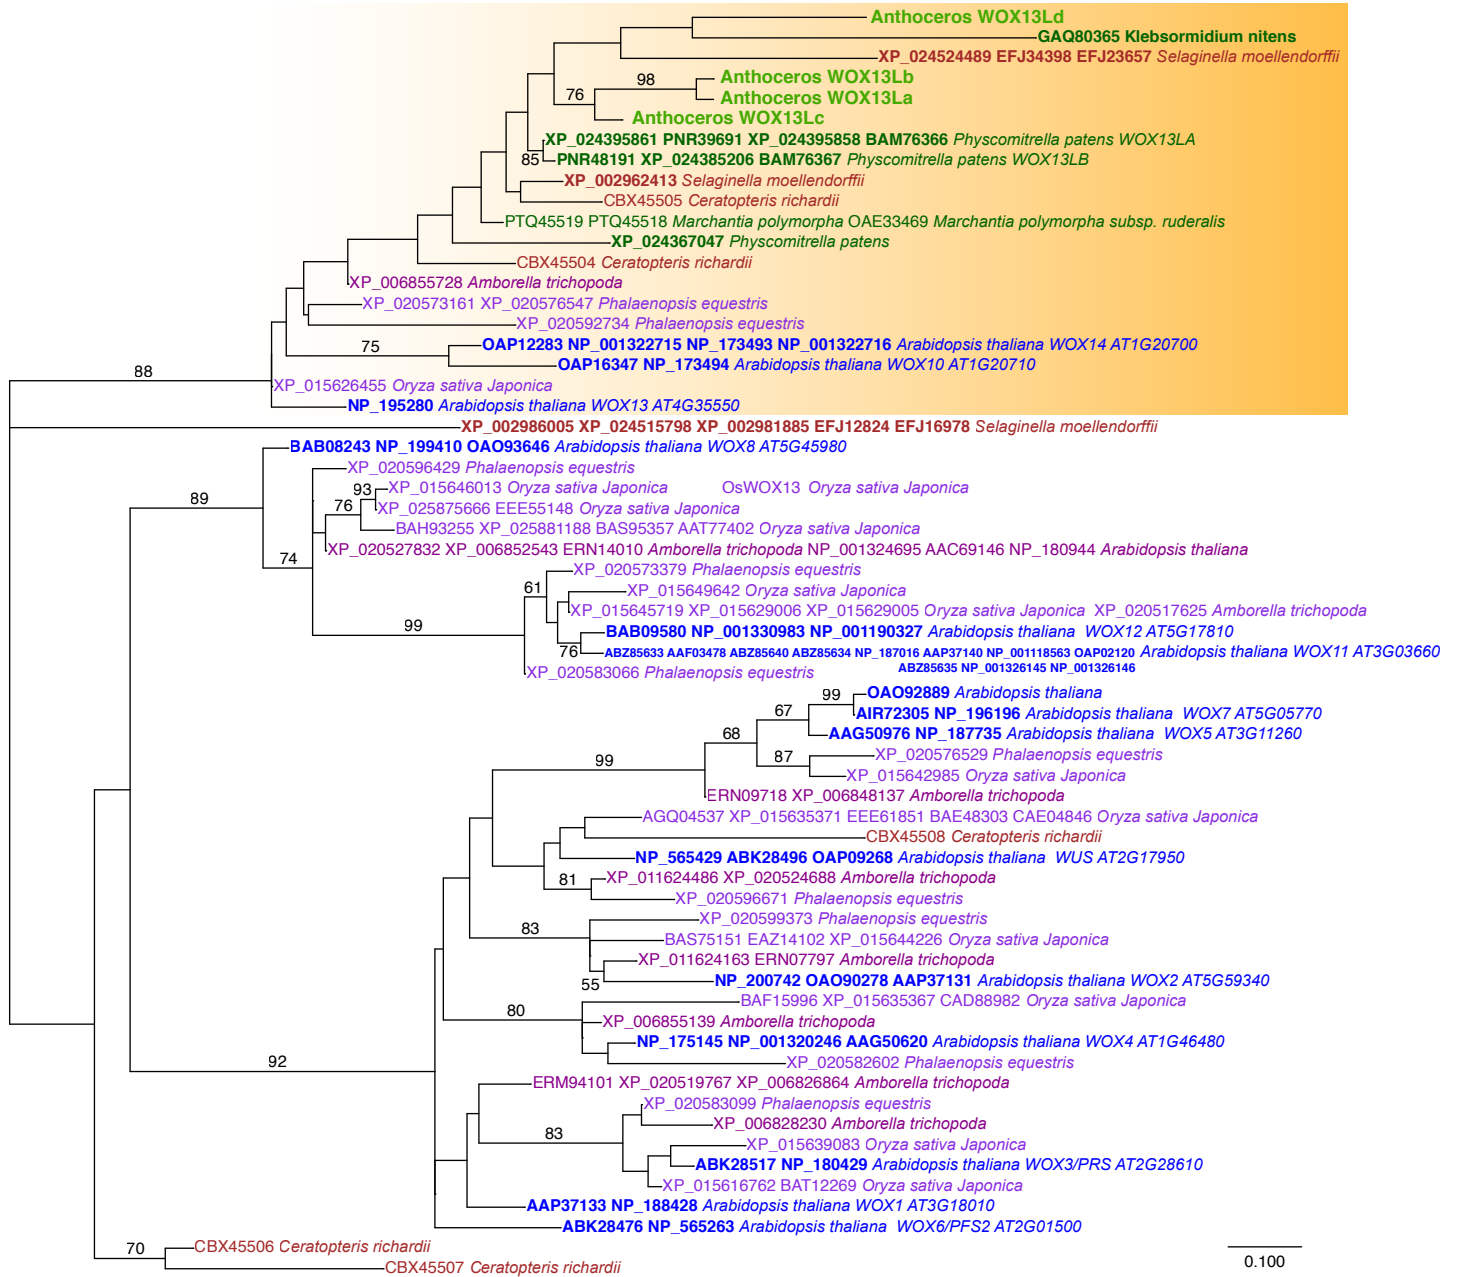 Anthoceros WOX13Ld
GAQ80365 Klebsormidium nitens
XP_024524489 EFJ34398 EFJ23657 Selaginella moellendorffii
98
Anthoceros WOX13Lb
76
Anthoceros WOX13La
Anthoceros WOX13Lc
XP_024395861 PNR39691 XP_024395858 BAM76366 Physcomitrella patens WOX13LA
85
PNR48191 XP_024385206 BAM76367 Physcomitrella patens WOX13LB
XP_002962413 Selaginella moellendorffii
CBX45505 Ceratopteris richardii
PTQ45519 PTQ45518 Marchantia polymorpha OAE33469 Marchantia polymorpha subsp. ruderalis
XP_024367047 Physcomitrella patens
CBX45504 Ceratopteris richardii
XP_006855728 Amborella trichopoda
XP_020573161 XP_020576547 Phalaenopsis equestris
XP_020592734 Phalaenopsis equestris
75
OAP12283 NP_001322715 NP_173493 NP_001322716 Arabidopsis thaliana WOX14 AT1G20700
OAP16347 NP_173494 Arabidopsis thaliana WOX10 AT1G20710
88
XP_015626455 Oryza sativa Japonica
NP_195280 Arabidopsis thaliana WOX13 AT4G35550
XP_002986005 XP_024515798 XP_002981885 EFJ12824 EFJ16978 Selaginella moellendorffii
BAB08243 NP_199410 OAO93646 Arabidopsis thaliana WOX8 AT5G45980
XP_020596429 Phalaenopsis equestris
89
93
XP_015646013 Oryza sativa Japonica OsWOX13 Oryza sativa Japonica
76
XP_025875666 EEE55148 Oryza sativa Japonica
BAH93255 XP_025881188 BAS95357 AAT77402 Oryza sativa Japonica
74
XP_020527832 XP_006852543 ERN14010 Amborella trichopoda NP_001324695 AAC69146 NP_180944 Arabidopsis thaliana
XP_020573379 Phalaenopsis equestris
61
XP_015649642 Oryza sativa Japonica
XP_015645719 XP_015629006 XP_015629005 Oryza sativa Japonica XP_020517625 Amborella trichopoda
99
BAB09580 NP_001330983 NP_001190327 Arabidopsis thaliana WOX12 AT5G17810
76
ABZ85633 AAF03478 ABZ85640 ABZ85634 NP_187016 AAP37140 NP_001118563 OAP02120 Arabidopsis thaliana WOX11 AT3G03660
ABZ85635 NP_001326145 NP_001326146
XP_020583066 Phalaenopsis equestris
99
OAO92889 Arabidopsis thaliana
67
AIR72305 NP_196196 Arabidopsis thaliana WOX7 AT5G05770
68
AAG50976 NP_187735 Arabidopsis thaliana WOX5 AT3G11260
87
XP_020576529 Phalaenopsis equestris
99
XP_015642985 Oryza sativa Japonica
ERN09718 XP_006848137 Amborella trichopoda
AGQ04537 XP_015635371 EEE61851 BAE48303 CAE04846 Oryza sativa Japonica
CBX45508 Ceratopteris richardii
NP_565429 ABK28496 OAP09268 Arabidopsis thaliana WUS AT2G17950
81
XP_011624486 XP_020524688 Amborella trichopoda
XP_020596671 Phalaenopsis equestris
XP_020599373 Phalaenopsis equestris
83
BAS75151 EAZ14102 XP_015644226 Oryza sativa Japonica
XP_011624163 ERN07797 Amborella trichopoda
55
NP_200742 OAO90278 AAP37131 Arabidopsis thaliana WOX2 AT5G59340
BAF15996 XP_015635367 CAD88982 Oryza sativa Japonica
80
XP_006855139 Amborella trichopoda
NP_175145 NP_001320246 AAG50620 Arabidopsis thaliana WOX4 AT1G46480
92
XP_020582602 Phalaenopsis equestris
ERM94101 XP_020519767 XP_006826864 Amborella trichopoda
XP_020583099 Phalaenopsis equestris
XP_006828230 Amborella trichopoda
83
XP_015639083 Oryza sativa Japonica
ABK28517 NP_180429 Arabidopsis thaliana WOX3/PRS AT2G28610
XP_015616762 BAT12269 Oryza sativa Japonica
AAP37133 NP_188428 Arabidopsis thaliana WOX1 AT3G18010
ABK28476 NP_565263 Arabidopsis thaliana WOX6/PFS2 AT2G01500
70
CBX45506 Ceratopteris richardii
CBX45507 Ceratopteris richardii
0.100